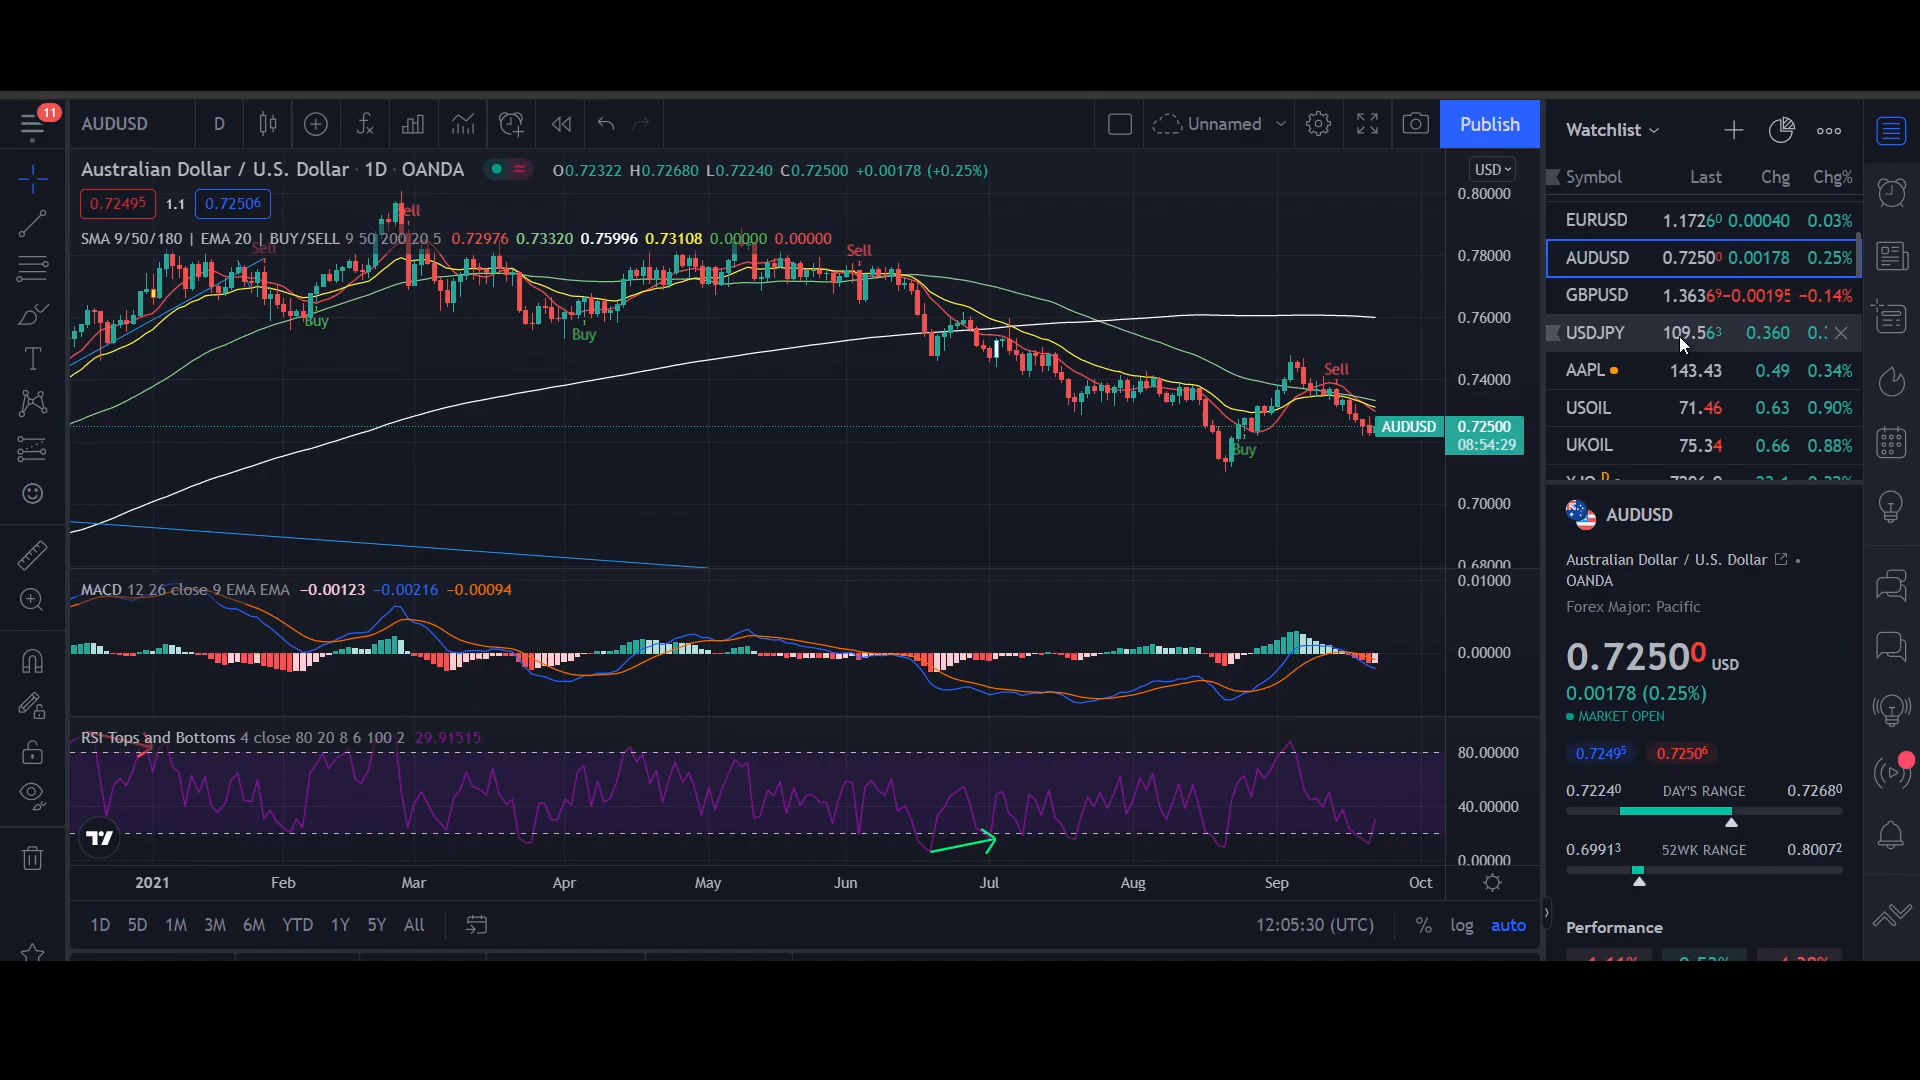 11
AUDUSD D Unnamed Publish
Australian Dollar / U.S. Dollar · 1D · OANDA O0.72322 H0.72680 L0.72240 C0.72500 +0.00178 (+0.25%)
0.72495 1.1 0.72506
SMA 9/50/180 | EMA 20 | BUY/SELL 9 50 200 20 5 0.72976 0.73320 0.75996 0.73108 0.00000 0.00000
Sell
Sell
Sell
Sell
Buy
Buy
Buy
USD
0.80000
0.78000
0.76000
0.74000
AUDUSD 0.72500
08:54:29
0.70000
0.68000
MACD 12 26 close 9 EMA EMA −0.00123 −0.00216 −0.00094
0.01000
0.00000
RSI Tops and Bottoms 4 close 80 20 8 6 100 2 29.91515
80.00000
40.00000
0.00000
2021 Feb Mar Apr May Jun Jul Aug Sep Oct
1D 5D 1M 3M 6M YTD 1Y 5Y All 12:05:30 (UTC) % log auto
Watchlist
Symbol Last Chg Chg%
EURUSD 1.17260 0.00040 0.03%
AUDUSD 0.72500 0.00178 0.25%
GBPUSD 1.36369 −0.00195 −0.14%
USDJPY 109.563 0.360 0.
AAPL 143.43 0.49 0.34%
USOIL 71.46 0.63 0.90%
UKOIL 75.34 0.66 0.88%
AUDUSD
Australian Dollar / U.S. Dollar •
OANDA
Forex Major: Pacific
0.72500 USD
0.00178 (0.25%)
MARKET OPEN
0.72495 0.72506
0.72240 DAY'S RANGE 0.72680
0.69913 52WK RANGE 0.80072
Performance